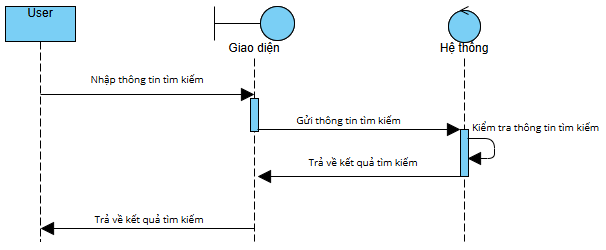 User
Giao diện
Hệ thống
Nhập thông tin tìm kiếm
Gửi thông tin tìm kiếm
Kiểm tra thông tin tìm kiếm
Trả về kết quả tìm kiếm
Trả về kết quả tìm kiếm